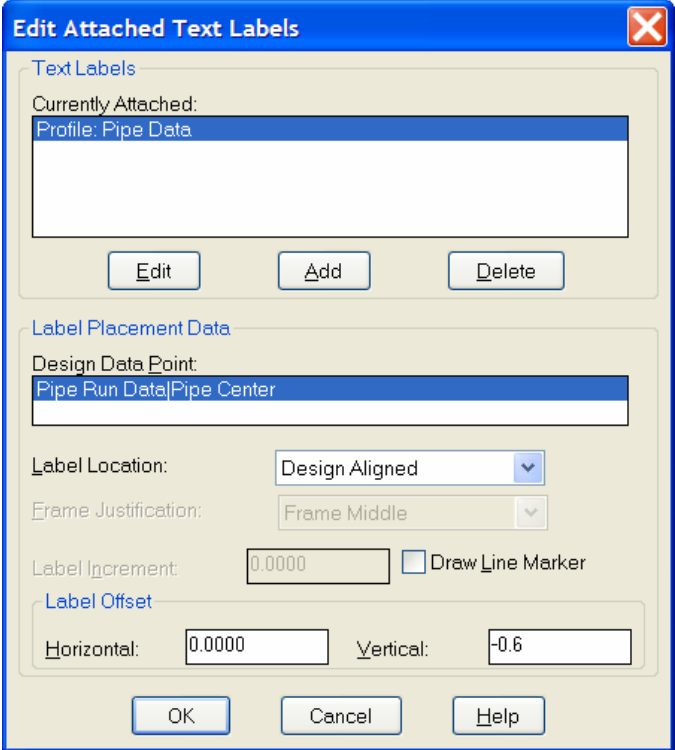 Edit Attached Text Labels
Text Labels
Currently Attached:
Profile: Pipe Data
Edit Add Delete
Label Placement Data
Design Data Point:
Pipe Run Data|Pipe Center
Label Location: Design Aligned
Frame Justification: Frame Middle
Label Increment: 0.0000 Draw Line Marker
Label Offset
Horizontal: 0.0000 Vertical: -0.6
OK Cancel Help